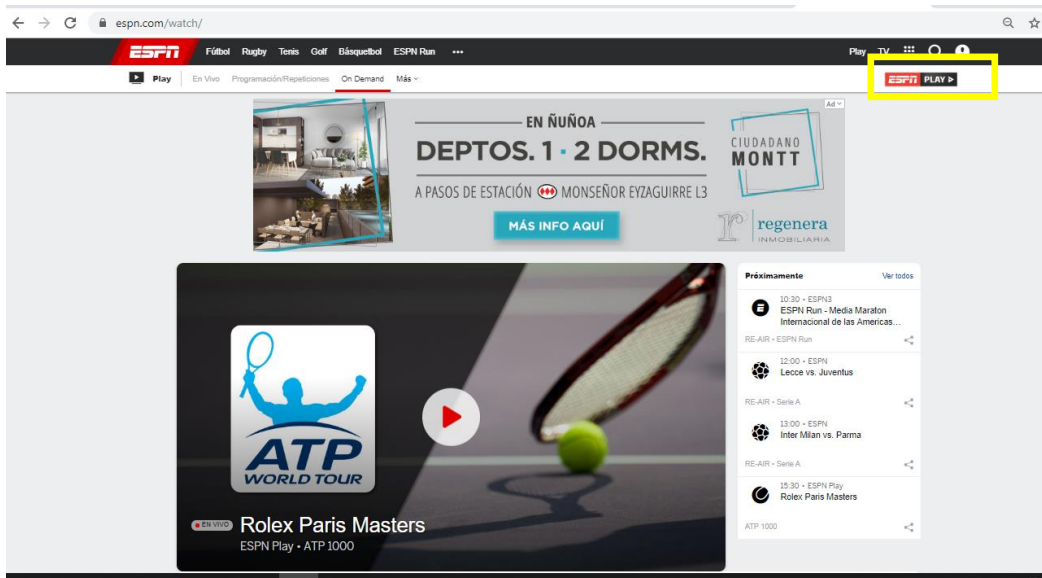 espn.com/watch/
ESPN Fútbol Rugby Tenis Golf Básquetbol ESPN Run ••• Play TV
Play En Vivo Programación/Repeticiones On Demand Más
ESPN PLAY
Ad
EN ÑUÑOA
DEPTOS. 1 · 2 DORMS.
A PASOS DE ESTACIÓN MONSEÑOR EYZAGUIRRE L3
MÁS INFO AQUÍ
CIUDADANO
MONTT
r regenera
INMOBILIARIA
ATP
WORLD TOUR
EN VIVO Rolex Paris Masters
ESPN Play • ATP 1000
Próximamente Ver todos
10:30 • ESPN3
ESPN Run - Media Maraton
Internacional de las Americas...
RE-AIR • ESPN Run
12:00 • ESPN
Lecce vs. Juventus
RE-AIR • Serie A
13:00 • ESPN
Inter Milan vs. Parma
RE-AIR • Serie A
15:30 • ESPN Play
Rolex Paris Masters
ATP 1000